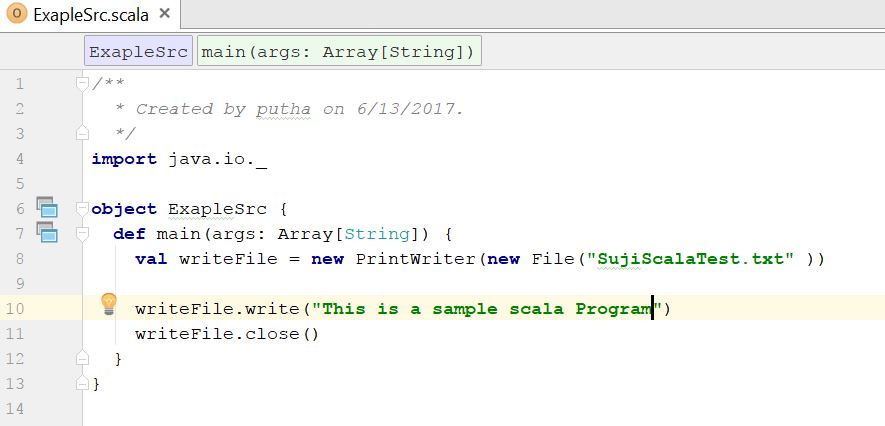 O ExapleSrc.scala ×
ExapleSrc main(args: Array[String])
1 /**
2 * Created by putha on 6/13/2017.
3 */
4 import java.io._
5
6 object ExapleSrc {
7 def main(args: Array[String]) {
8 val writeFile = new PrintWriter(new File("SujiScalaTest.txt" ))
9
10 writeFile.write("This is a sample scala Program")
11 writeFile.close()
12 }
13 }
14